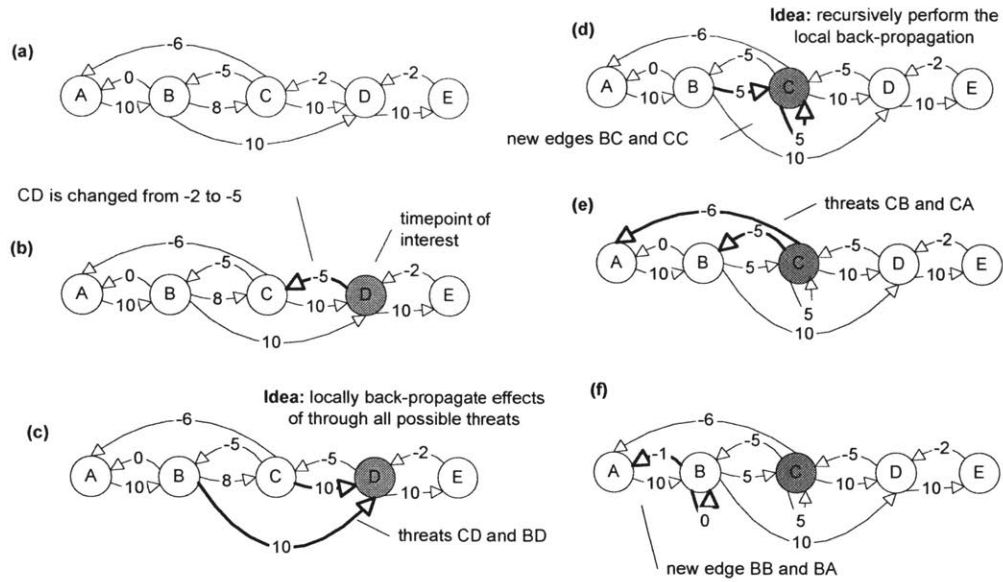 (a)
-6
0
-5
-2
-2
A
B
C
D
E
10
8
10
10
10
CD is changed from -2 to -5
timepoint of
interest
(b)
-6
0
-5
-5
-2
A
B
C
D
E
10
8
10
10
10
Idea: locally back-propagate effects
of through all possible threats
(c)
-6
0
-5
-5
-2
A
B
C
D
E
10
8
10
10
10
threats CD and BD
(d)
Idea: recursively perform the
local back-propagation
-6
0
-5
-5
-2
A
B
C
D
E
10
5
10
10
5
10
new edges BC and CC
(e)
threats CB and CA
-6
0
-5
-5
-2
A
B
C
D
E
10
5
10
10
5
10
(f)
-6
-1
-5
-5
-2
A
B
C
D
E
10
5
10
10
0
5
10
new edge BB and BA